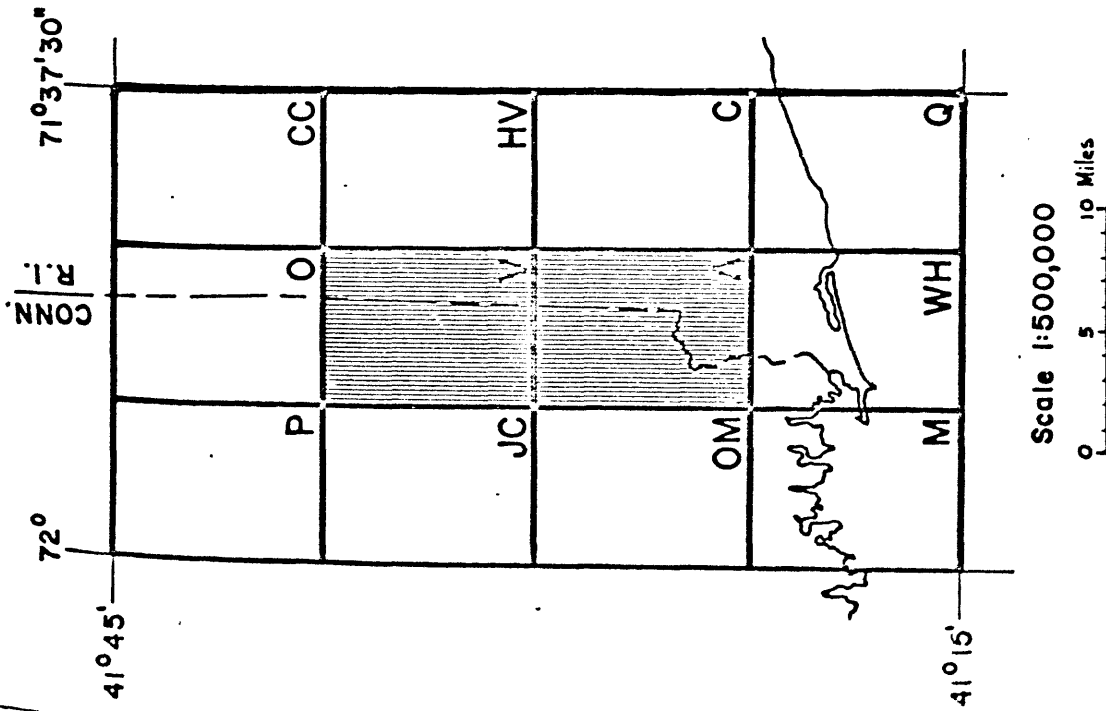 72°
CONN.
R.I.
71°37'30"
41°45'
P
O
CC
JC
V
HV
OM
A
C
M
WH
Q
41°15'
Scale 1:500,000
0 5 10 Miles